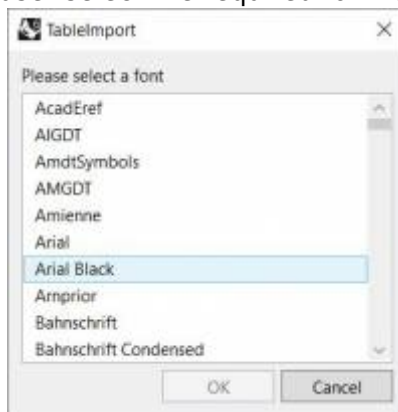 TableImport
Please select a font
AcadEref
AIGDT
AmdtSymbols
AMGDT
Amienne
Arial
Arial Black
Arnprior
Bahnschrift
Bahnschrift Condensed
OK Cancel